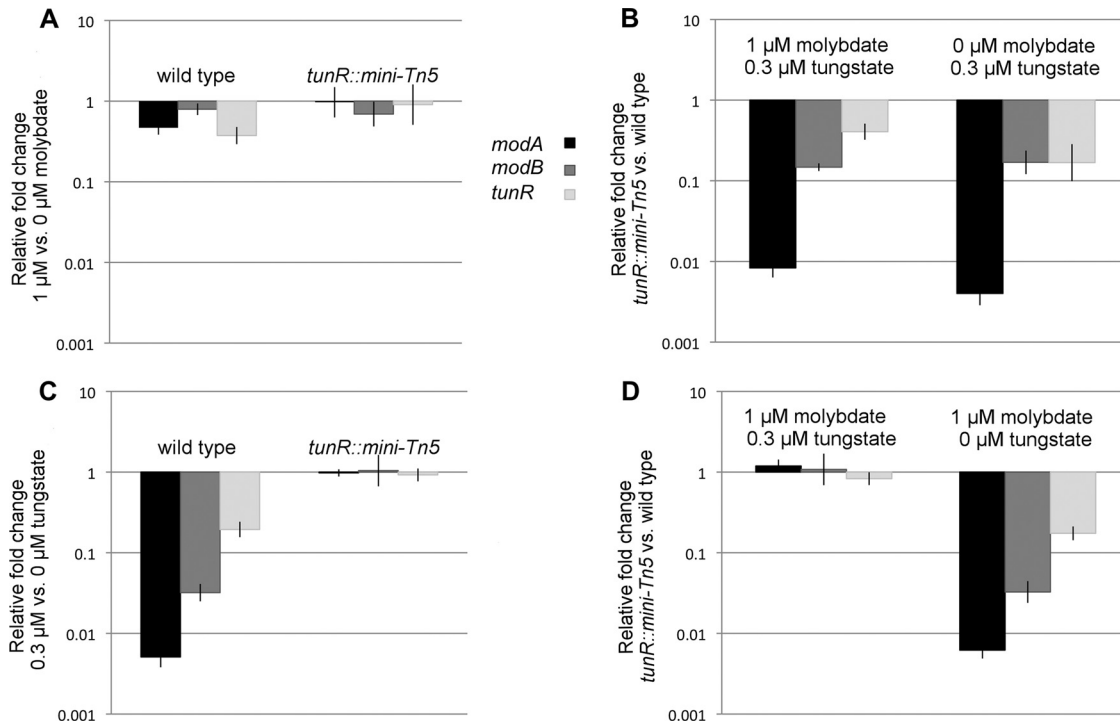 A
10
1
0.1
0.01
0.001
Relative fold change
1 µM vs. 0 µM molybdate
wild type
tunR::mini-Tn5
modA
modB
tunR
B
10
1
0.1
0.01
0.001
Relative fold change
tunR::mini-Tn5 vs. wild type
1 µM molybdate
0.3 µM tungstate
0 µM molybdate
0.3 µM tungstate
C
10
1
0.1
0.01
0.001
Relative fold change
0.3 µM vs. 0 µM tungstate
wild type
tunR::mini-Tn5
D
10
1
0.1
0.01
0.001
Relative fold change
tunR::mini-Tn5 vs. wild type
1 µM molybdate
0.3 µM tungstate
1 µM molybdate
0 µM tungstate